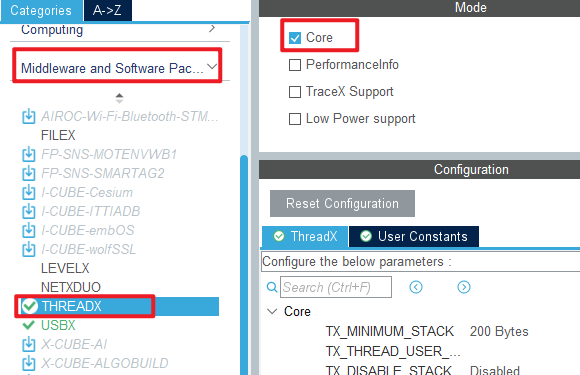 Categories A->Z
Computing
Middleware and Software Pac...
AIROC-Wi-Fi-Bluetooth-STM...
FILEX
FP-SNS-MOTENVWB1
FP-SNS-SMARTAG2
I-CUBE-Cesium
I-CUBE-ITTIADB
I-CUBE-embOS
I-CUBE-wolfSSL
LEVELX
NETXDUO
THREADX
USBX
X-CUBE-AI
X-CUBE-ALGOBUILD
Mode
Core
PerformanceInfo
TraceX Support
Low Power support
Configuration
Reset Configuration
ThreadX User Constants
Configure the below parameters :
Search (Ctrl+F)
Core
TX_MINIMUM_STACK 200 Bytes
TX_THREAD_USER_...
TX_DISABLE_STACK Disabled